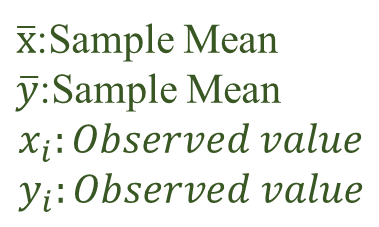 x̅:Sample Mean
y̅:Sample Mean
xᵢ: Observed value
yᵢ: Observed value